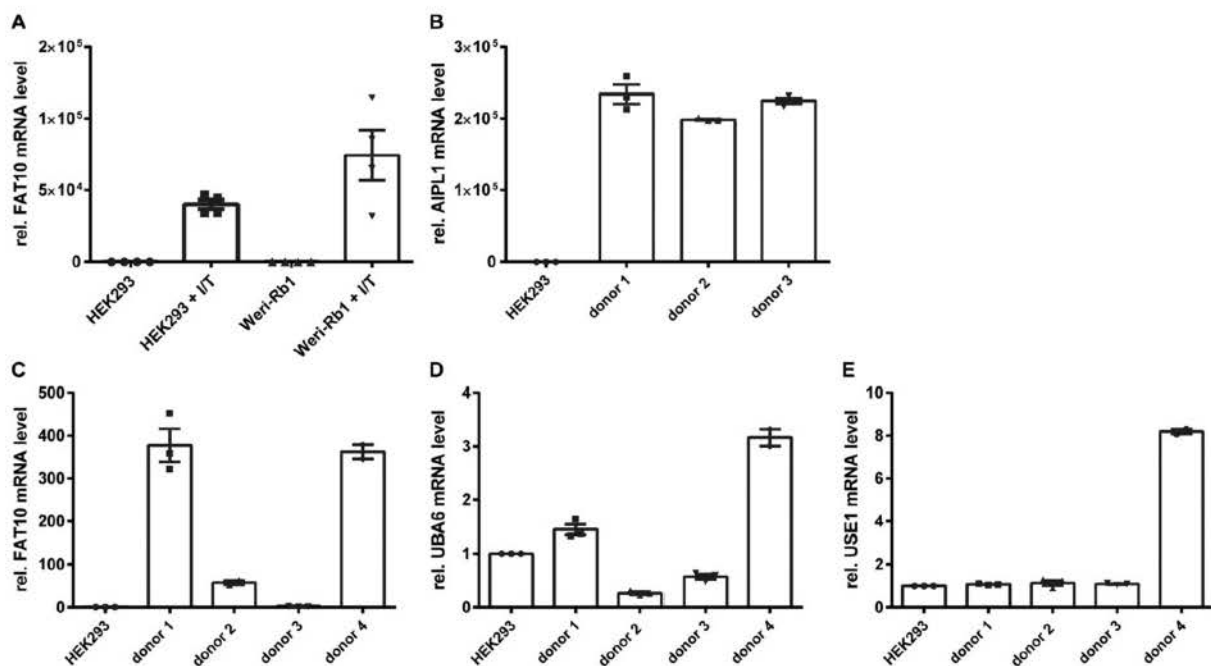 A
rel. FAT10 mRNA level
2×10⁵
1×10⁵
5×10⁴
0
HEK293
HEK293 + I/T
Weri-Rb1
Weri-Rb1 + I/T
B
rel. AIPL1 mRNA level
3×10⁵
2×10⁵
1×10⁵
0
HEK293
donor 1
donor 2
donor 3
C
rel. FAT10 mRNA level
500
400
300
200
100
0
HEK293
donor 1
donor 2
donor 3
donor 4
D
rel. UBA6 mRNA level
4
3
2
1
0
HEK293
donor 1
donor 2
donor 3
donor 4
E
rel. USE1 mRNA level
10
8
6
4
2
0
HEK293
donor 1
donor 2
donor 3
donor 4